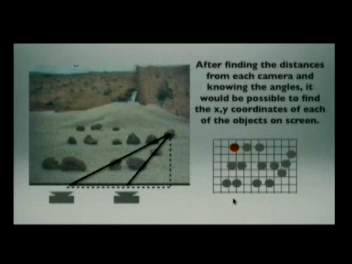 After finding the distances
from each camera and
knowing the angles, it
would be possible to find
the x,y coordinates of each
of the objects on screen.